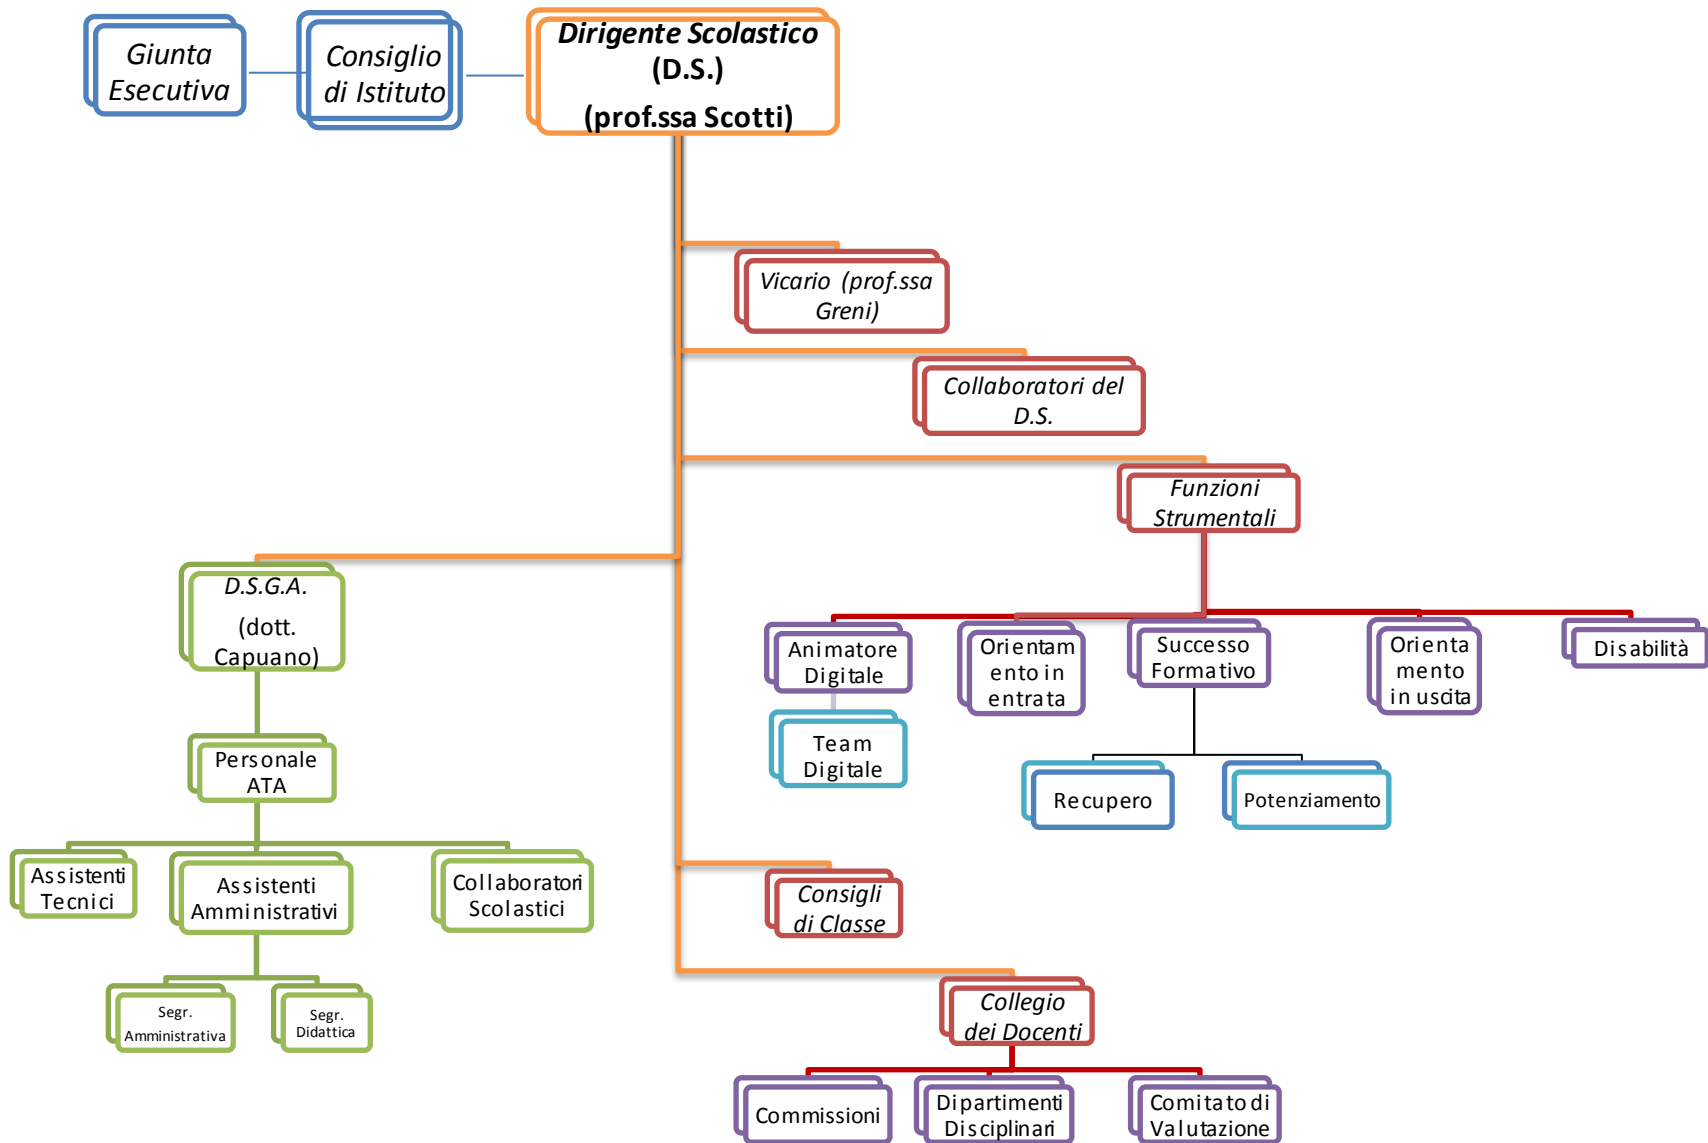 Giunta
Esecutiva
Consiglio
di Istituto
Dirigente Scolastico
(D.S.)
(prof.ssa Scotti)
Vicario (prof.ssa
Greni)
Collaboratori del
D.S.
Funzioni
Strumentali
D.S.G.A.
(dott.
Capuano)
Animatore
Digitale
Orientam
ento in
entrata
Successo
Formativo
Orienta
mento
in uscita
Disabilità
Team
Digitale
Recupero
Potenziamento
Personale
ATA
Assistenti
Tecnici
Assistenti
Amministrativi
Collaboratori
Scolastici
Segr.
Amministrativa
Segr.
Didattica
Consigli
di Classe
Collegio
dei Docenti
Commissioni
Dipartimenti
Disciplinari
Comitato di
Valutazione